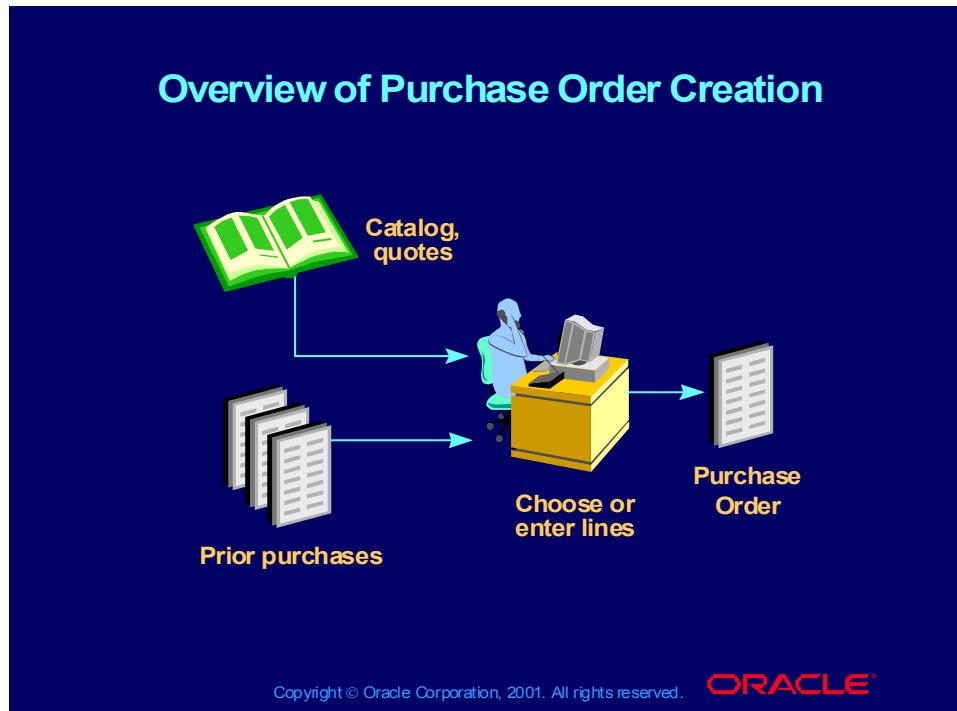 Overview of Purchase Order Creation
Catalog,
quotes
Prior purchases
Choose or
enter lines
Purchase
Order
Copyright © Oracle Corporation, 2001. All rights reserved.
ORACLE®